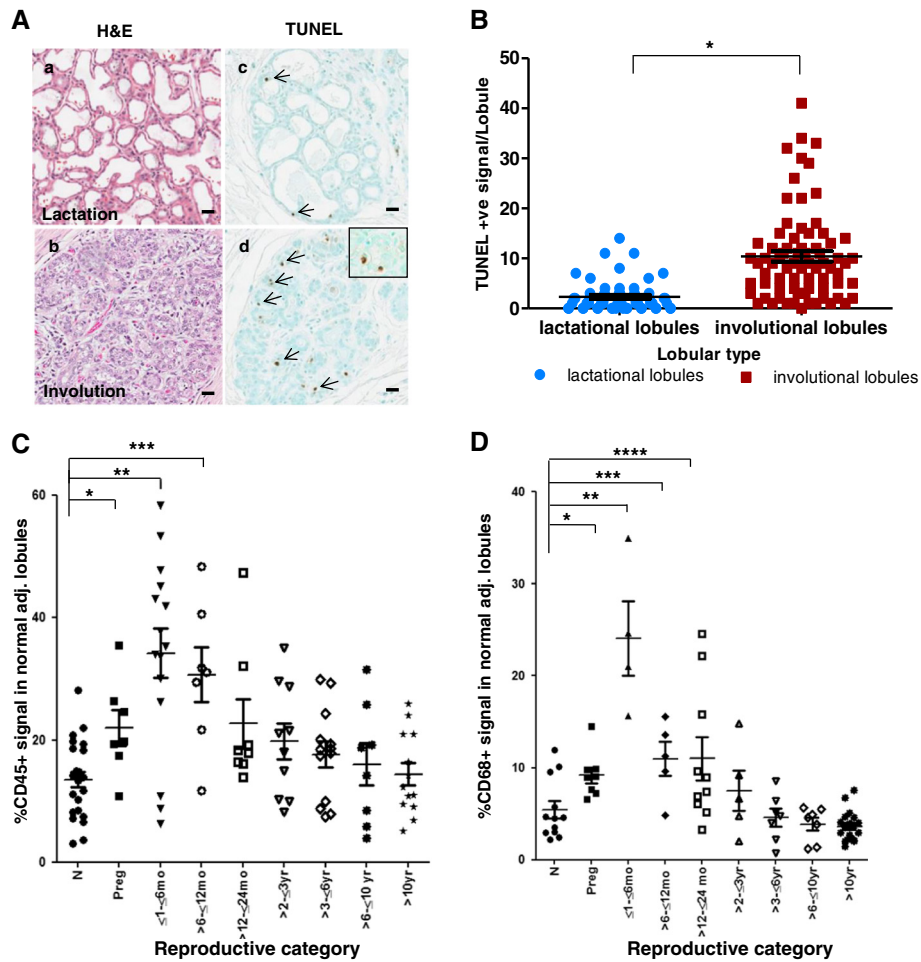 A
H&E
TUNEL
a
c
Lactation
b
d
Involution
B
*
TUNEL +ve signal/Lobule
50
40
30
20
10
0
lactational lobules
involutional lobules
Lobular type
lactational lobules
involutional lobules
C
***
**
*
%CD45+ signal in normal adj. lobules
60
40
20
0
N
Preg
≤1-≤6mo
>6-≤12mo
>12-≤24mo
>2-≤3yr
>3-≤6yr
>6-≤10 yr
>10yr
Reproductive category
D
****
***
**
*
%CD68+ signal in normal adj. lobules
40
30
20
10
0
N
Preg
≤1-≤6mo
>6-≤12mo
>12-≤24 mo
>2-≤3yr
>3-≤6yr
>6-≤10yr
>10yr
Reproductive category